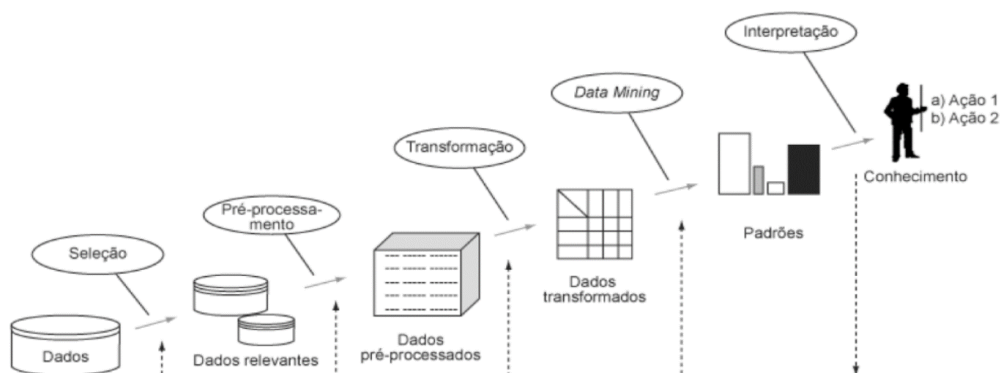 Interpretação
a) Ação 1
b) Ação 2
Data Mining
Conhecimento
Transformação
Padrões
Pré-processa-
mento
Dados
transformados
Seleção
Dados
pré-processados
Dados
Dados relevantes